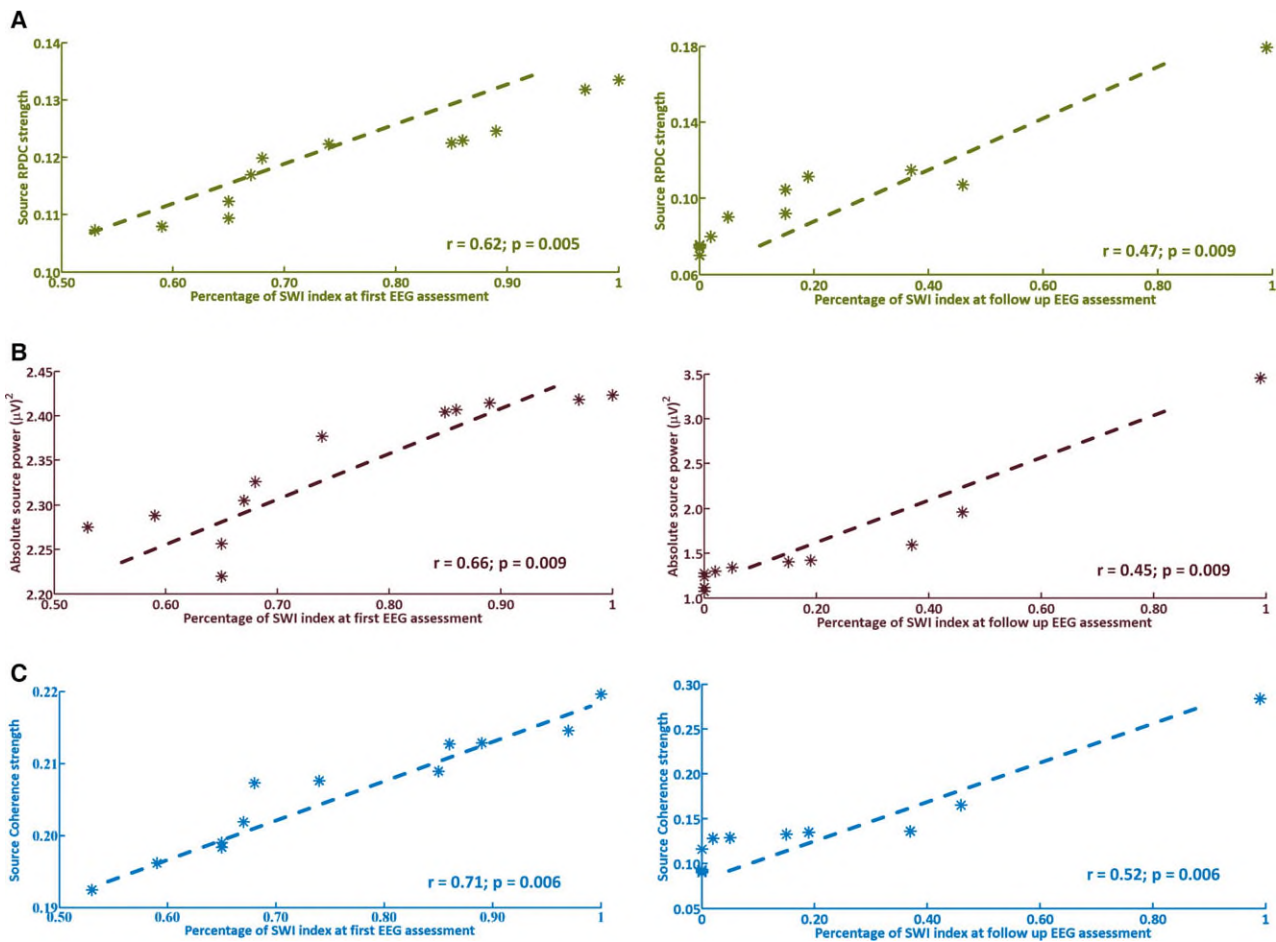 A
0.14
0.13
0.12
0.11
0.10
Source RPDC strength
0.50 0.60 0.70 0.80 0.90 1
Percentage of SWI index at first EEG assessment
r = 0.62; p = 0.005
0.18
0.14
0.10
0.06
Source RPDC strength
0 0.20 0.40 0.60 0.80 1
Percentage of SWI index at follow up EEG assessment
r = 0.47; p = 0.009
B
2.45
2.40
2.35
2.30
2.25
2.20
Absolute source power (μV)²
0.50 0.60 0.70 0.80 0.90 1
Percentage of SWI index at first EEG assessment
r = 0.66; p = 0.009
3.5
3.0
2.5
2.0
1.5
1.0
Absolute source power (μV)²
0 0.20 0.40 0.60 0.80 1
Percentage of SWI index at follow up EEG assessment
r = 0.45; p = 0.009
C
0.22
0.21
0.20
0.19
Source Coherence strength
0.50 0.60 0.70 0.80 0.90 1
Percentage of SWI index at first EEG assessment
r = 0.71; p = 0.006
0.30
0.25
0.20
0.15
0.10
0.05
Source Coherence strength
0 0.20 0.40 0.60 0.80 1
Percentage of SWI index at follow up EEG assessment
r = 0.52; p = 0.006